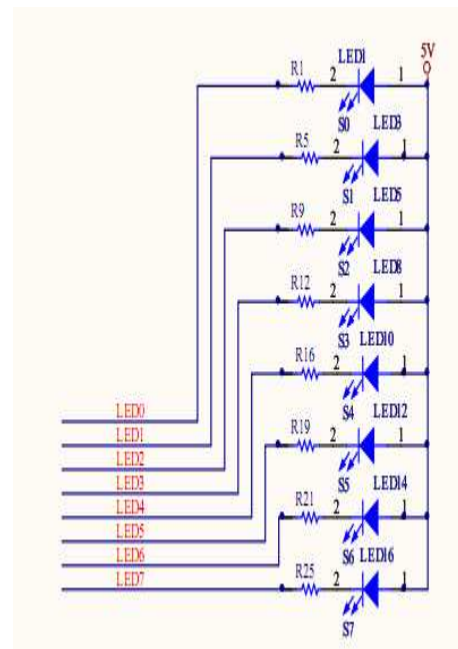 5V
LED1
R1 2 1
S0 LED3
R5 2 1
S1 LED5
R9 2 1
S2 LED8
R12 2 1
S3 LED10
R16 2 1
S4 LED12
R19 2 1
S5 LED14
R21 2 1
S6 LED16
R25 2 1
S7
LED0
LED1
LED2
LED3
LED4
LED5
LED6
LED7